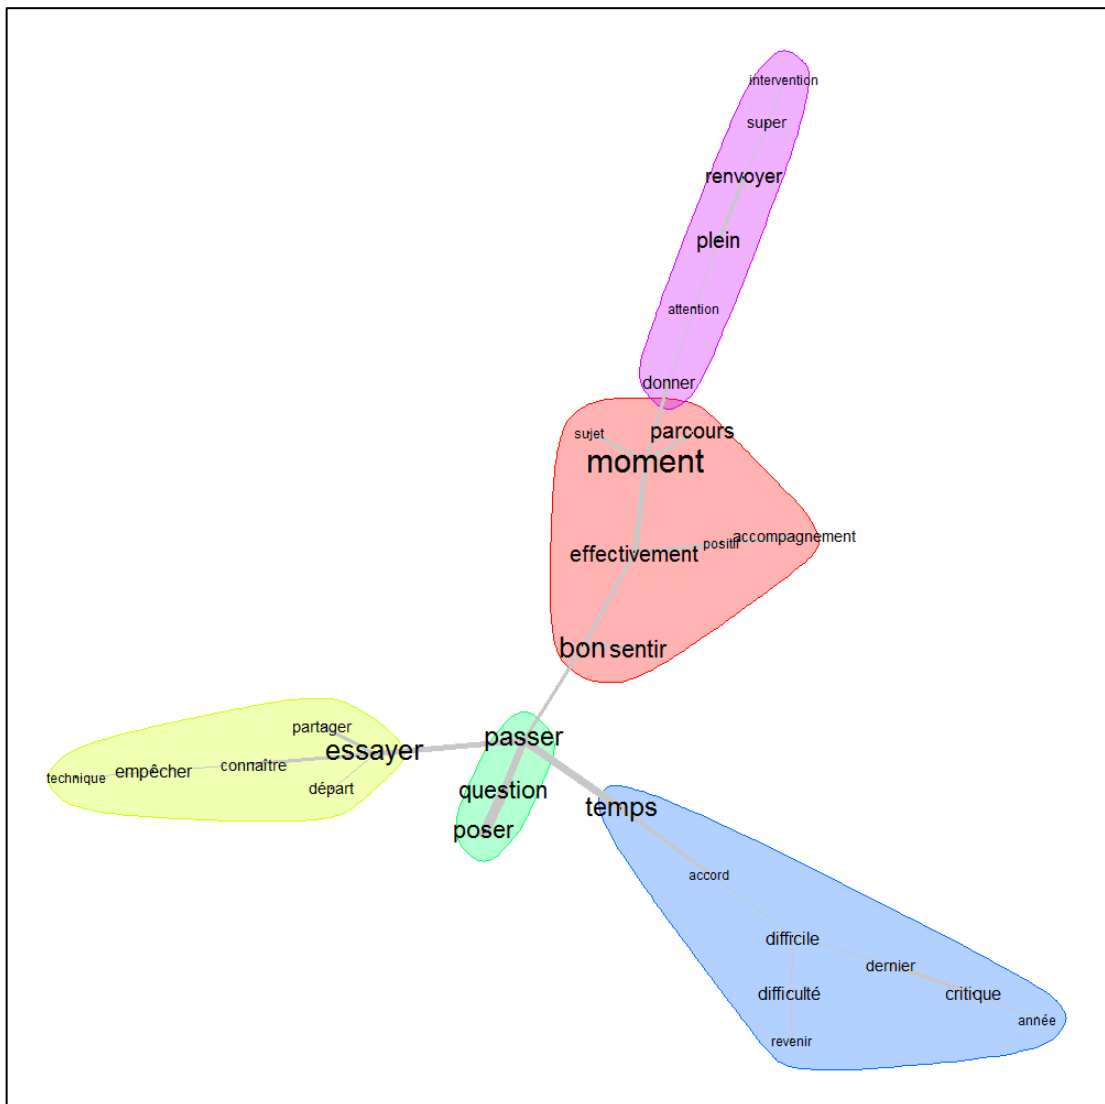 intervention
super
renvoyer
plein
attention
donner
sujet
parcours
moment
effectivement
positif
accompagnement
bon
sentir
passer
partager
essayer
connaître
empêcher
technique
départ
question
poser
temps
accord
difficile
dernier
difficulté
critique
année
revenir